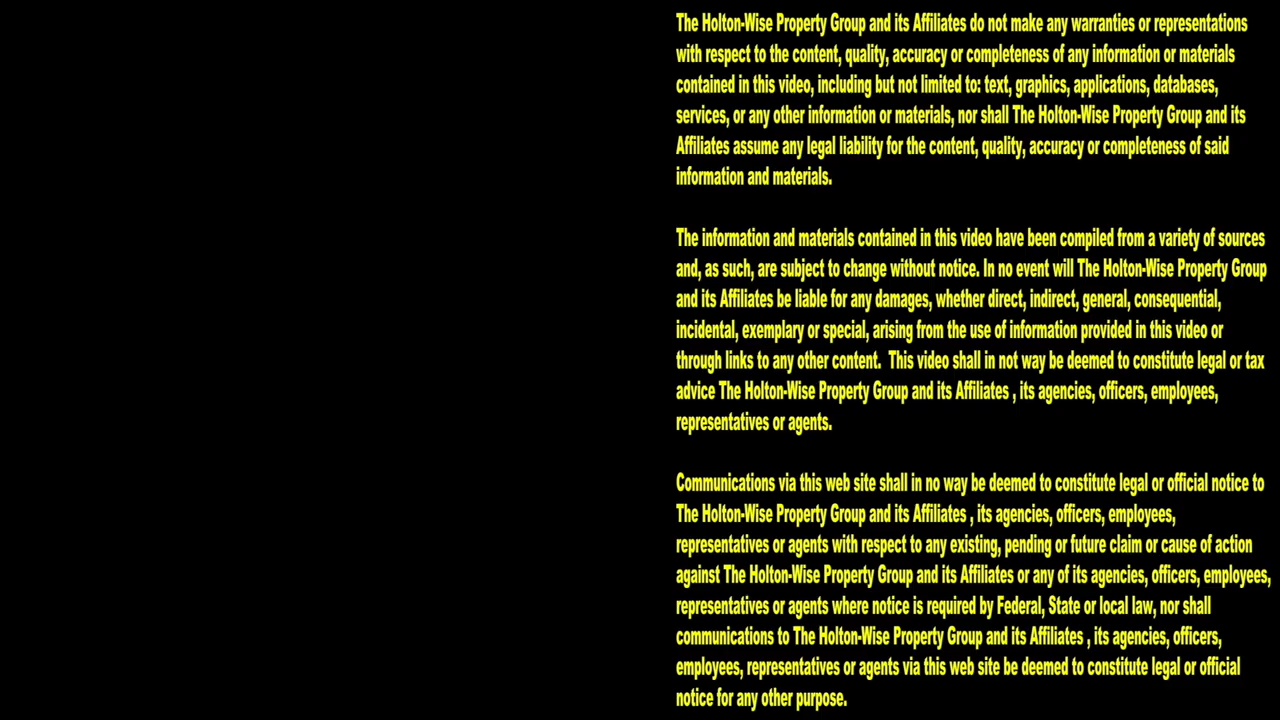 The Holton-Wise Property Group and its Affiliates do not make any warranties or representations
with respect to the content, quality, accuracy or completeness of any information or materials
contained in this video, including but not limited to: text, graphics, applications, databases,
services, or any other information or materials, nor shall The Holton-Wise Property Group and its
Affiliates assume any legal liability for the content, quality, accuracy or completeness of said
information and materials.
The information and materials contained in this video have been compiled from a variety of sources
and, as such, are subject to change without notice. In no event will The Holton-Wise Property Group
and its Affiliates be liable for any damages, whether direct, indirect, general, consequential,
incidental, exemplary or special, arising from the use of information provided in this video or
through links to any other content.  This video shall in not way be deemed to constitute legal or tax
advice The Holton-Wise Property Group and its Affiliates , its agencies, officers, employees,
representatives or agents.
Communications via this web site shall in no way be deemed to constitute legal or official notice to
The Holton-Wise Property Group and its Affiliates , its agencies, officers, employees,
representatives or agents with respect to any existing, pending or future claim or cause of action
against The Holton-Wise Property Group and its Affiliates or any of its agencies, officers, employees,
representatives or agents where notice is required by Federal, State or local law, nor shall
communications to The Holton-Wise Property Group and its Affiliates , its agencies, officers,
employees, representatives or agents via this web site be deemed to constitute legal or official
notice for any other purpose.